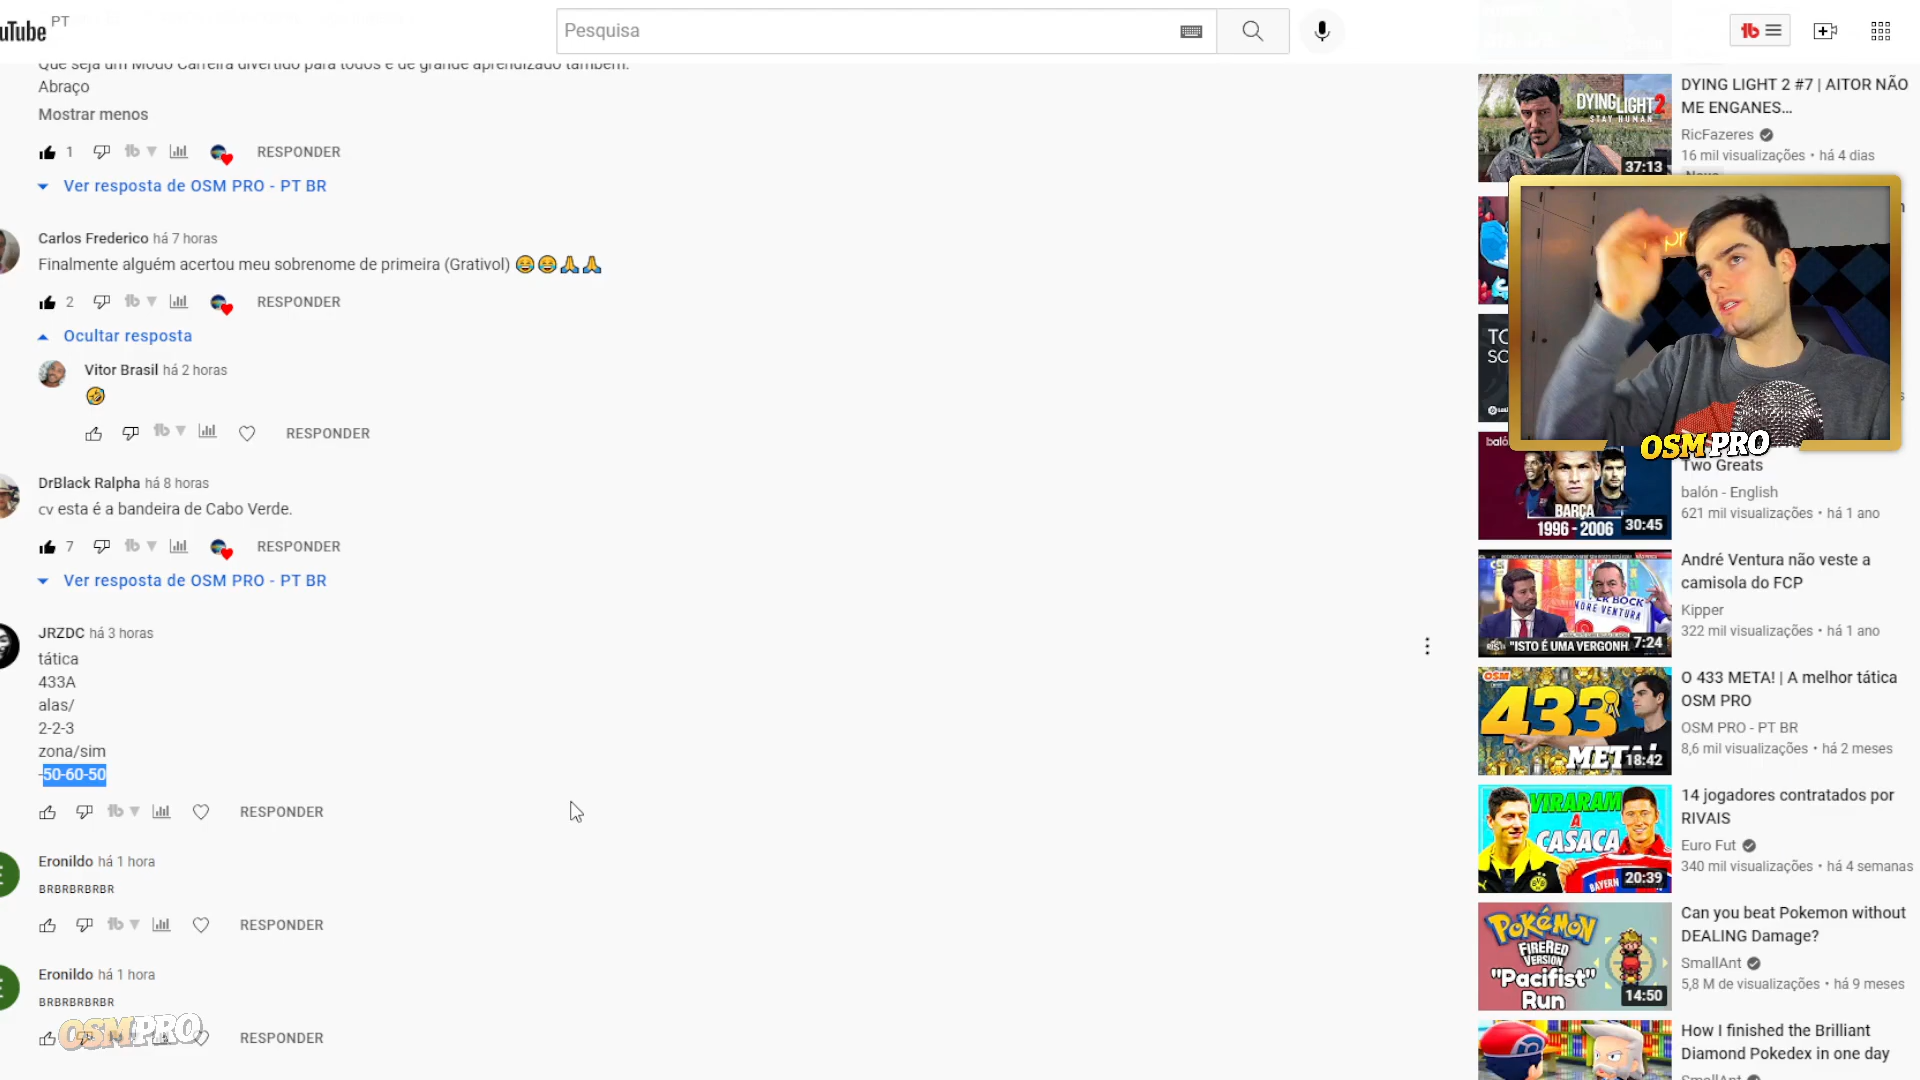 uTube PT
Pesquisa
Que seja um Modo Carreira divertido para todos e de grande aprendizado também.
Abraço
Mostrar menos
1 RESPONDER
Ver resposta de OSM PRO - PT BR
Carlos Frederico há 7 horas
Finalmente alguém acertou meu sobrenome de primeira (Grativol) 😂😂🙏🙏
2 RESPONDER
Ocultar resposta
Vitor Brasil há 2 horas
🤣
RESPONDER
DrBlack Ralpha há 8 horas
cv esta é a bandeira de Cabo Verde.
7 RESPONDER
Ver resposta de OSM PRO - PT BR
JRZDC há 3 horas
tática
433A
alas/
2-2-3
zona/sim
-50-60-50
RESPONDER
Eronildo há 1 hora
BRBRBRBRBR
RESPONDER
Eronildo há 1 hora
BRBRBRBRBR
RESPONDER
OSM PRO
DYING LIGHT 2
STAY HUMAN
37:13
DYING LIGHT 2 #7 | AITOR NÃO
ME ENGANES...
RicFazeres
16 mil visualizações • há 4 dias
Novo
OSM PRO
BARÇA
1996 - 2006
30:45
Two Greats
balón - English
621 mil visualizações • há 1 ano
"ISTO É UMA VERGONH
7:24
André Ventura não veste a
camisola do FCP
Kipper
322 mil visualizações • há 1 ano
OSM
433
META!
18:42
O 433 META! | A melhor tática
OSM PRO
OSM PRO - PT BR
8,6 mil visualizações • há 2 meses
VIRARAM
A
CASACA
BAYERN
20:39
14 jogadores contratados por
RIVAIS
Euro Fut
340 mil visualizações • há 4 semanas
POKéMON
FIRERED
VERSION
"Pacifist"
Run
14:50
Can you beat Pokemon without
DEALING Damage?
SmallAnt
5,8 M de visualizações • há 9 meses
How I finished the Brilliant
Diamond Pokedex in one day
SmallAnt